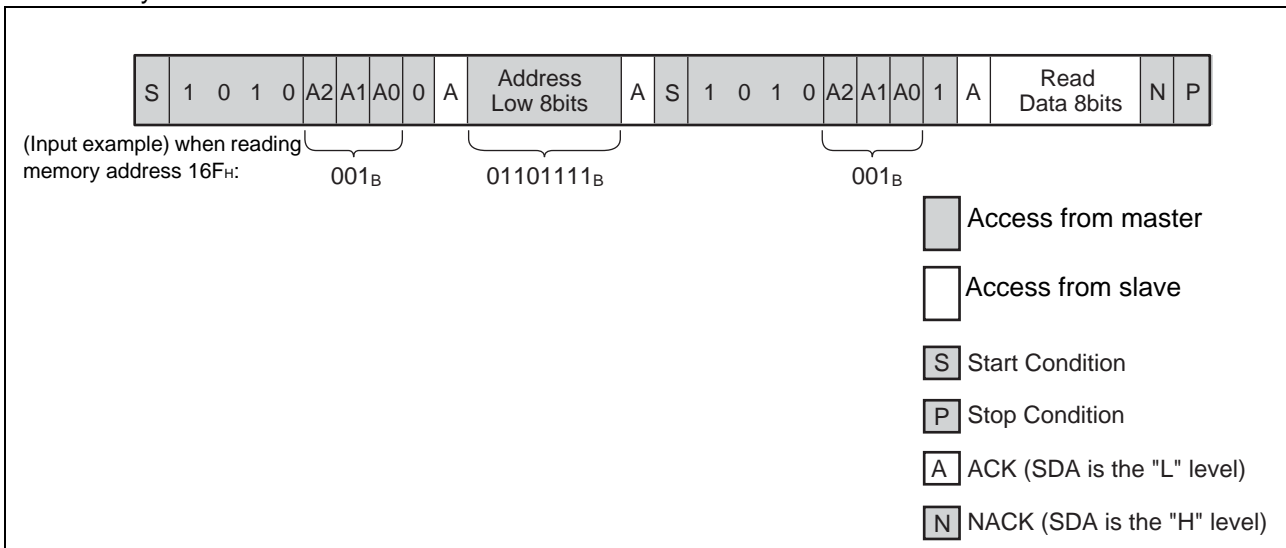 S 1 0 1 0 A2 A1 A0 0 A Address Low 8bits A S 1 0 1 0 A2 A1 A0 1 A Read Data 8bits N P
(Input example) when reading
memory address 16FH: 001B 01101111B 001B
Access from master
Access from slave
S Start Condition
P Stop Condition
A ACK (SDA is the "L" level)
N NACK (SDA is the "H" level)